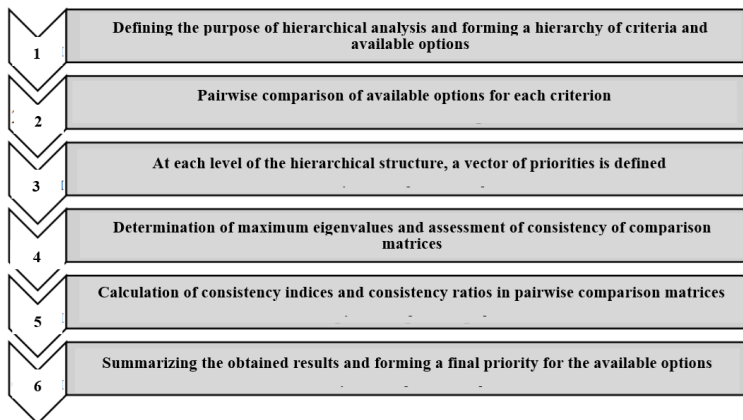 1
Defining the purpose of hierarchical analysis and forming a hierarchy of criteria and
available options
2
Pairwise comparison of available options for each criterion
3
At each level of the hierarchical structure, a vector of priorities is defined
4
Determination of maximum eigenvalues and assessment of consistency of comparison
matrices
5
Calculation of consistency indices and consistency ratios in pairwise comparison matrices
6
Summarizing the obtained results and forming a final priority for the available options